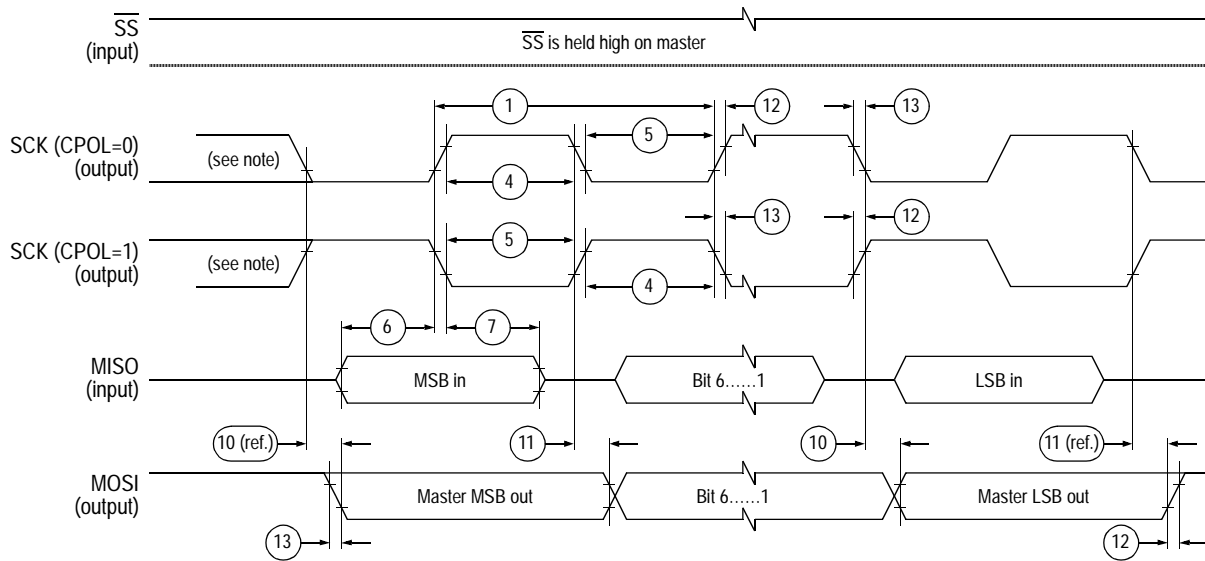 SS
(input)
SS is held high on master
1
12
13
SCK (CPOL=0)
(output)
(see note)
5
4
13
12
SCK (CPOL=1)
(output)
(see note)
5
4
6
7
MISO
(input)
MSB in
Bit 6......1
LSB in
10 (ref.)
11
10
11 (ref.)
MOSI
(output)
Master MSB out
Bit 6......1
Master LSB out
13
12